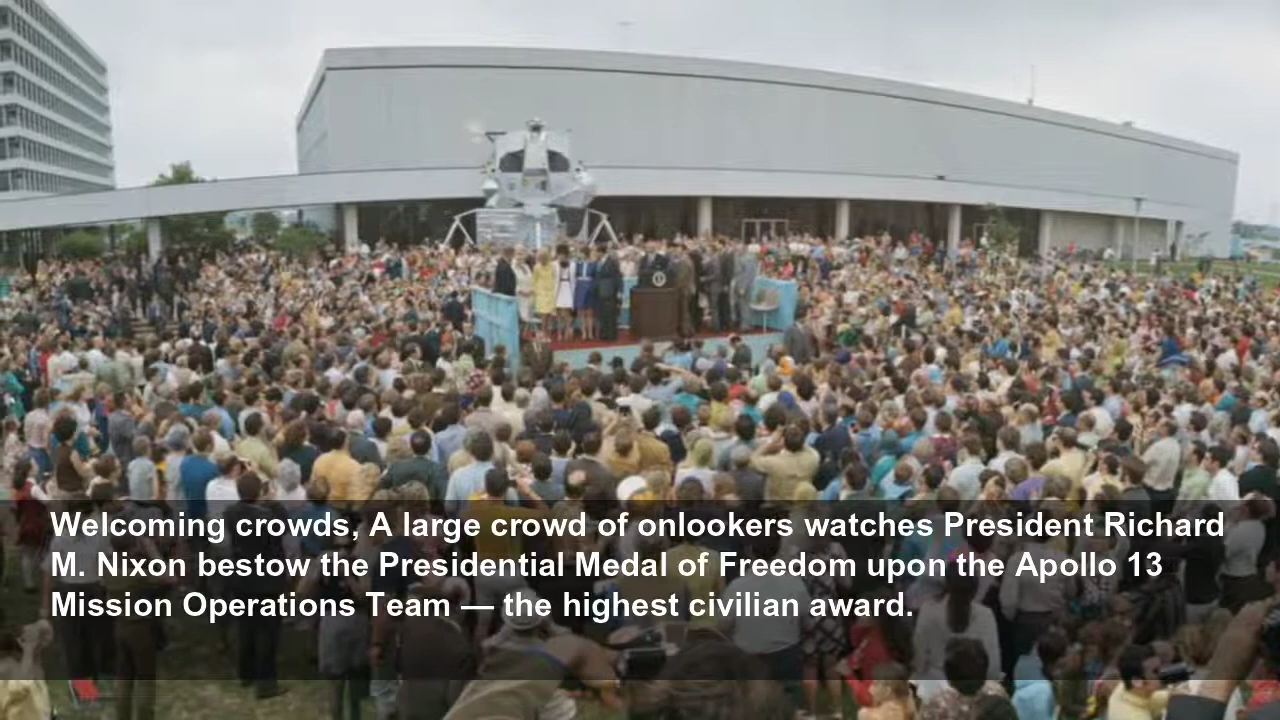 Welcoming crowds, A large crowd of onlookers watches President Richard
M. Nixon bestow the Presidential Medal of Freedom upon the Apollo 13
Mission Operations Team — the highest civilian award.